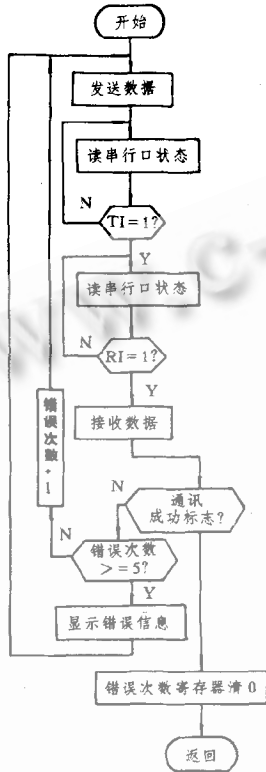 开始
发送数据
读串行口状态
N
TI=1?
Y
读串行口状态
N
RI=1?
Y
接收数据
错误次数+1
N
通讯
成功标志?
N
错误次数
>=5?
Y
显示错误信息
错误次数寄存器清0
返回